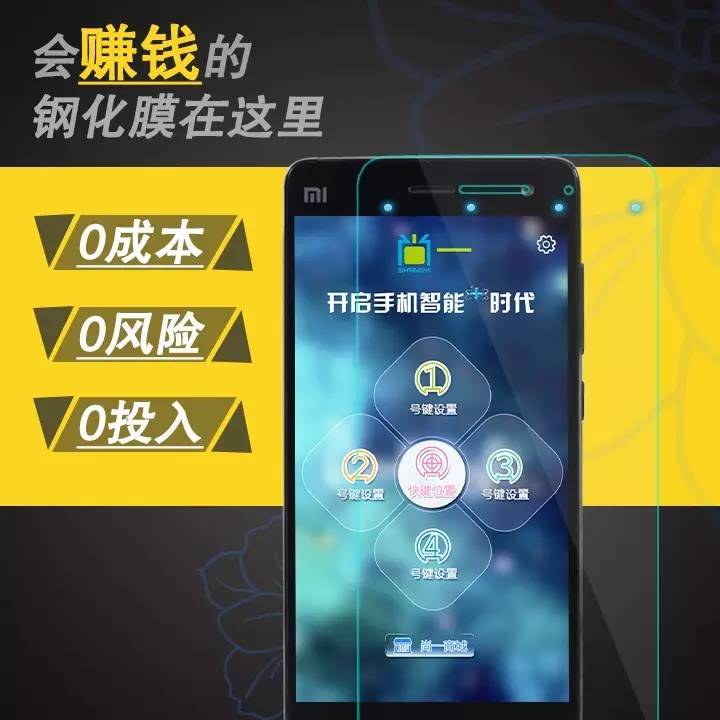 会赚钱的
钢化膜在这里
0成本
0风险
0投入
MI
SHANGYI
开启手机智能+时代
1
号键设置
2
号键设置
快键位置
3
号键设置
4
号键设置
尚一商城